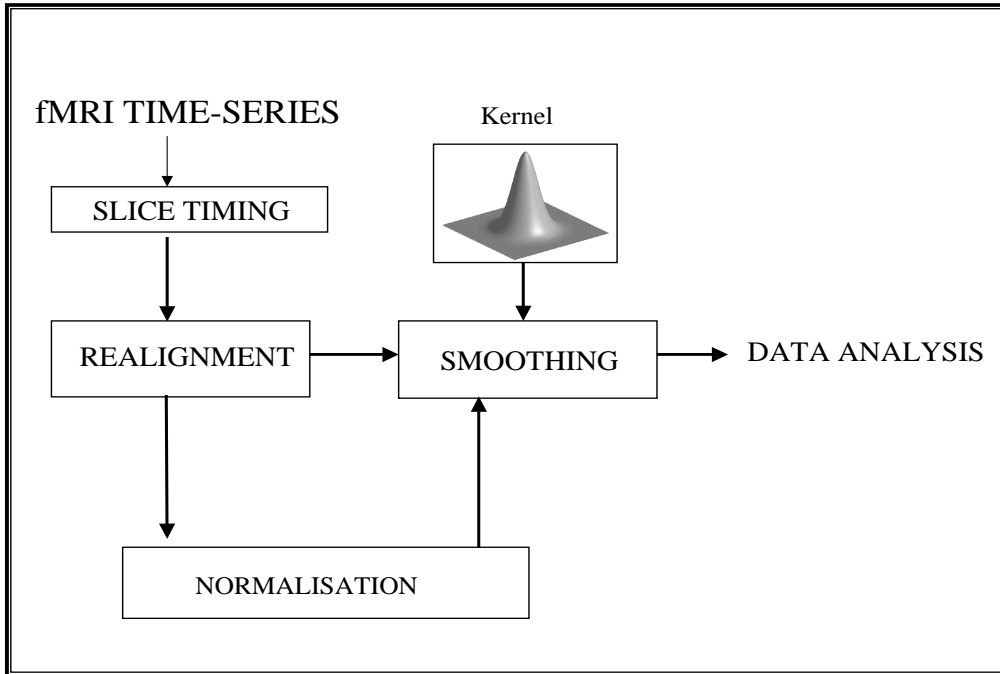 fMRI TIME-SERIES
Kernel
SLICE TIMING
REALIGNMENT
SMOOTHING
DATA ANALYSIS
NORMALISATION